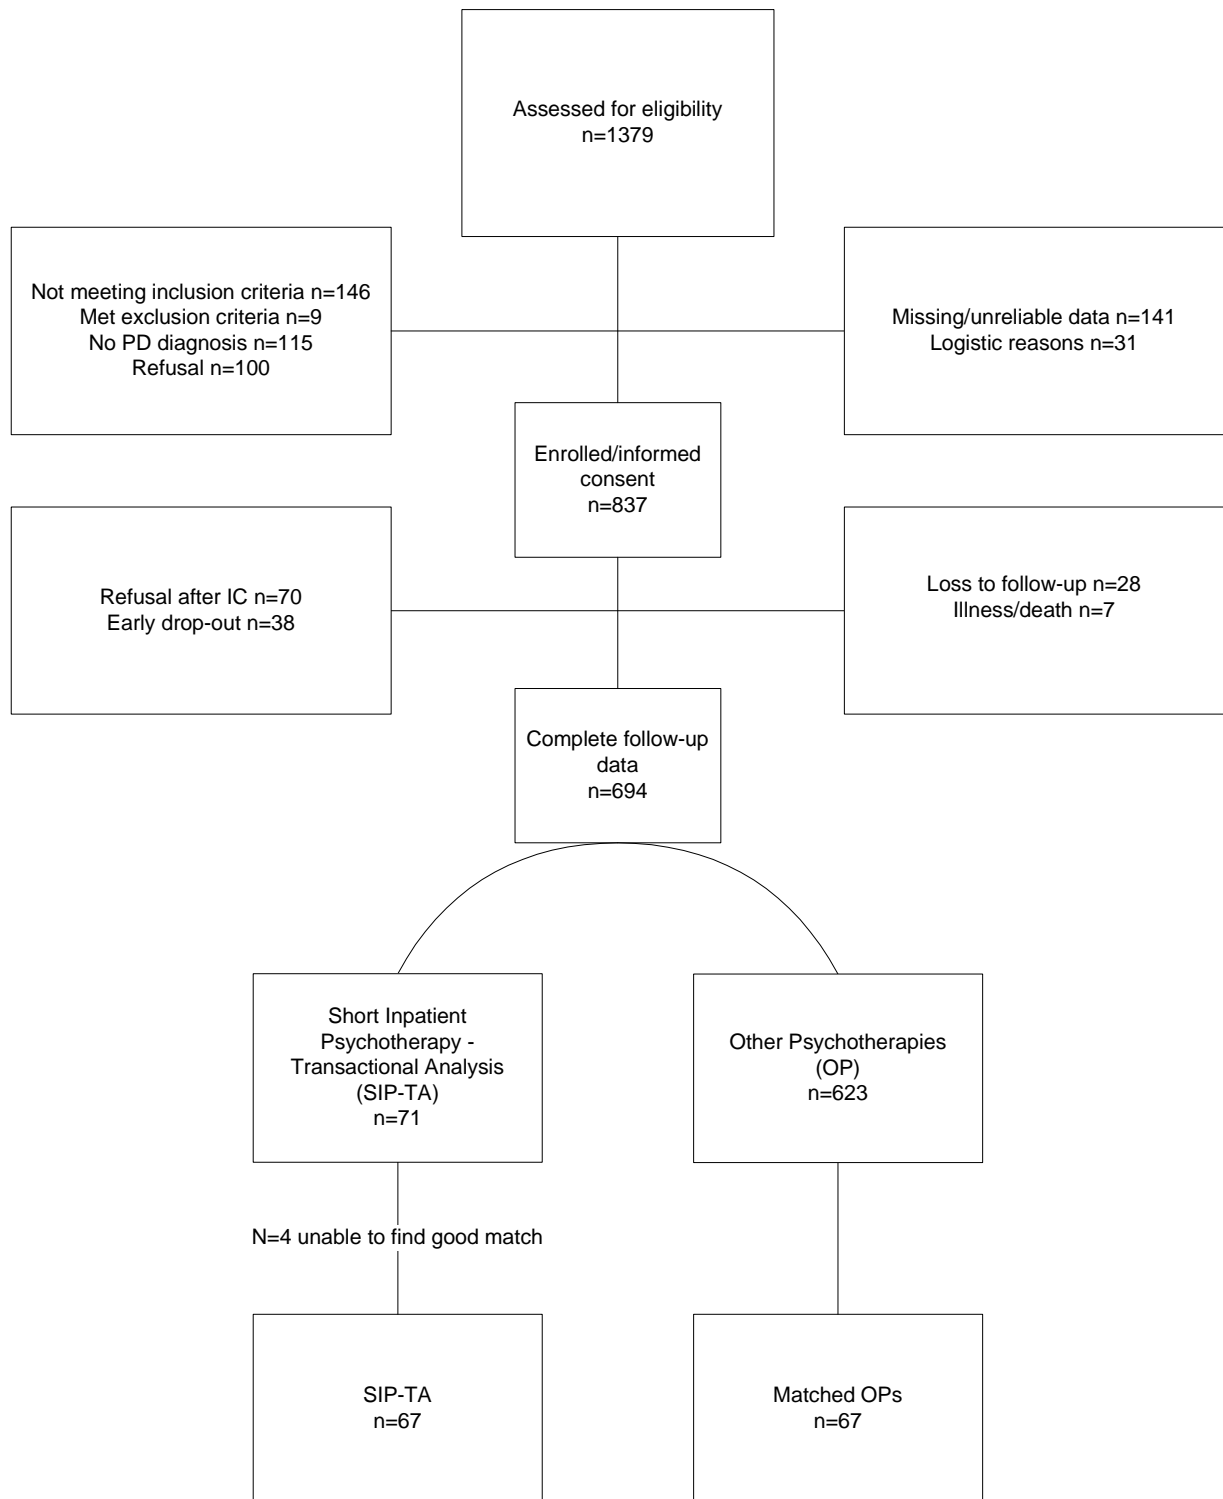 Assessed for eligibility
n=1379
Not meeting inclusion criteria n=146
Met exclusion criteria n=9
No PD diagnosis n=115
Refusal n=100
Missing/unreliable data n=141
Logistic reasons n=31
Enrolled/informed
consent
n=837
Refusal after IC n=70
Early drop-out n=38
Loss to follow-up n=28
Illness/death n=7
Complete follow-up
data
n=694
Short Inpatient
Psychotherapy -
Transactional Analysis
(SIP-TA)
n=71
Other Psychotherapies
(OP)
n=623
N=4 unable to find good match
SIP-TA
n=67
Matched OPs
n=67